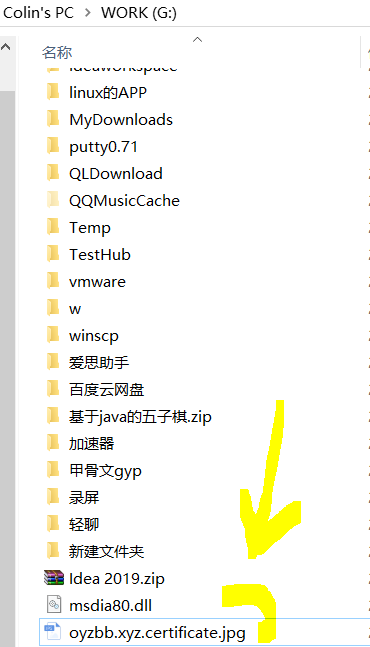 Colin's PC > WORK (G:)
名称
Ideaworkspace
linux的APP
MyDownloads
putty0.71
QLDownload
QQMusicCache
Temp
TestHub
vmware
w
winscp
爱思助手
百度云网盘
基于java的五子棋.zip
加速器
甲骨文gyp
录屏
轻聊
新建文件夹
Idea 2019.zip
msdia80.dll
oyzbb.xyz.certificate.jpg